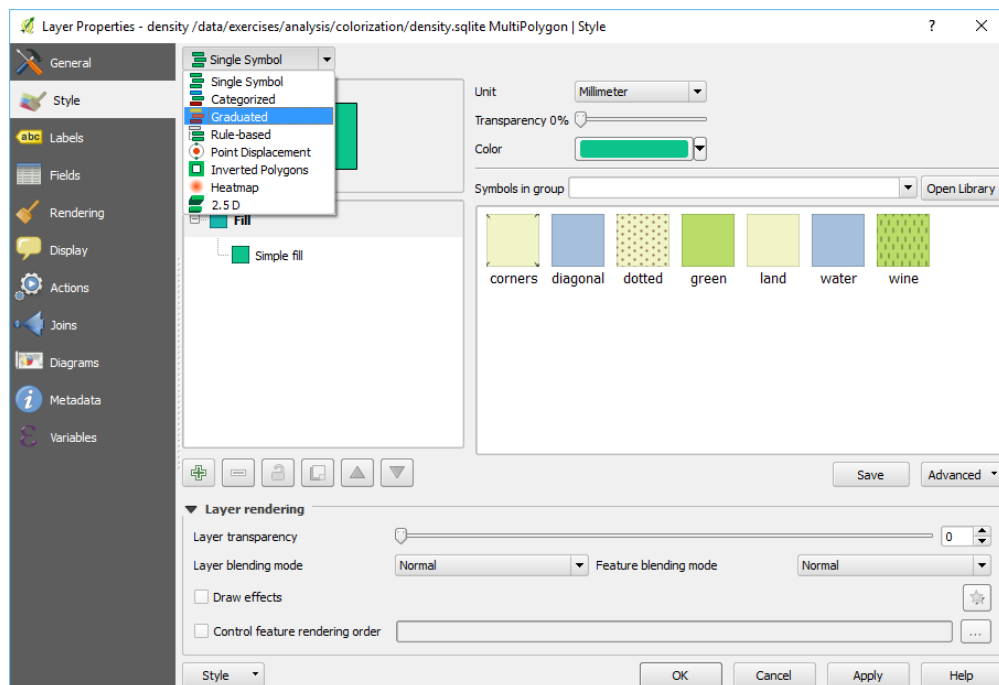 Layer Properties - density /data/exercises/analysis/colorization/density.sqlite MultiPolygon | Style
?
General
Style
abc Labels
Fields
Rendering
Display
Actions
Joins
Diagrams
Metadata
Variables
Single Symbol
Single Symbol
Categorized
Graduated
Rule-based
Point Displacement
Inverted Polygons
Heatmap
2.5 D
Fill
Simple fill
Unit Millimeter
Transparency 0%
Color
Symbols in group Open Library
corners diagonal dotted green land water wine
Save Advanced
Layer rendering
Layer transparency 0
Layer blending mode Normal Feature blending mode Normal
Draw effects
Control feature rendering order ...
Style OK Cancel Apply Help